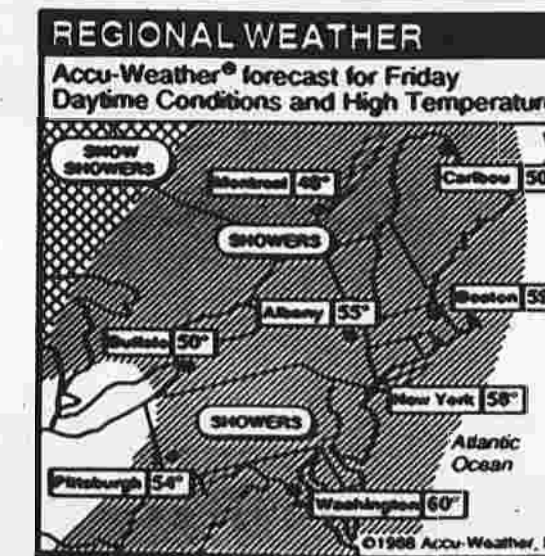 REGIONAL WEATHER
Accu-Weather® forecast for Friday
Daytime Conditions and High Temperature
SNOW
SHOWERS
Montreal 48°
Caribou 50
SHOWERS
Boston 59
Albany 55°
Buffalo 50°
New York 58°
SHOWERS
Atlantic
Ocean
Pittsburgh 54°
Washington 60°
©1988 Accu-Weather,